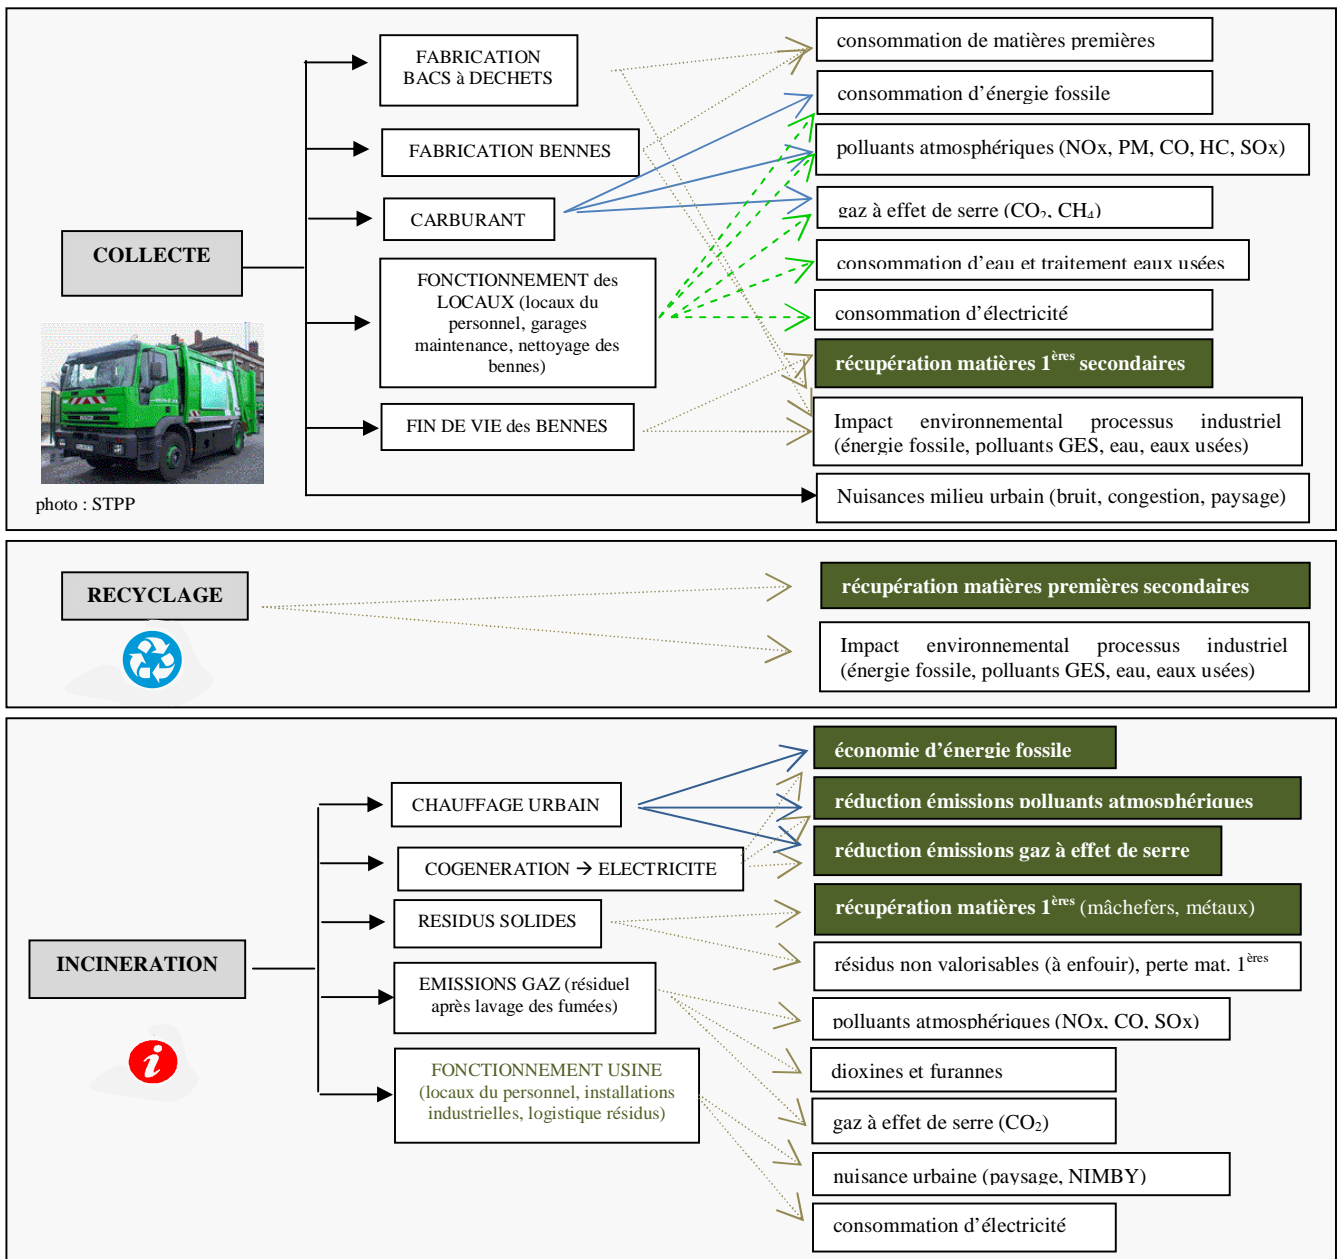 FABRICATION
BACS à DECHETS
FABRICATION BENNES
CARBURANT
COLLECTE
FONCTIONNEMENT des
LOCAUX (locaux du
personnel, garages
maintenance, nettoyage des
bennes)
FIN DE VIE des BENNES
photo : STPP
consommation de matières premières
consommation d'énergie fossile
polluants atmosphériques (NOx, PM, CO, HC, SOx)
gaz à effet de serre (CO2, CH4)
consommation d'eau et traitement eaux usées
consommation d'électricité
récupération matières 1ères secondaires
Impact environnemental processus industriel
(énergie fossile, polluants GES, eau, eaux usées)
Nuisances milieu urbain (bruit, congestion, paysage)
RECYCLAGE
récupération matières premières secondaires
Impact environnemental processus industriel
(énergie fossile, polluants GES, eau, eaux usées)
INCINERATION
i
CHAUFFAGE URBAIN
COGENERATION → ELECTRICITE
RESIDUS SOLIDES
EMISSIONS GAZ (résiduel
après lavage des fumées)
FONCTIONNEMENT USINE
(locaux du personnel, installations
industrielles, logistique résidus)
économie d'énergie fossile
réduction émissions polluants atmosphériques
réduction émissions gaz à effet de serre
récupération matières 1ères (mâchefers, métaux)
résidus non valorisables (à enfouir), perte mat. 1ères
polluants atmosphériques (NOx, CO, SOx)
dioxines et furannes
gaz à effet de serre (CO2)
nuisance urbaine (paysage, NIMBY)
consommation d'électricité